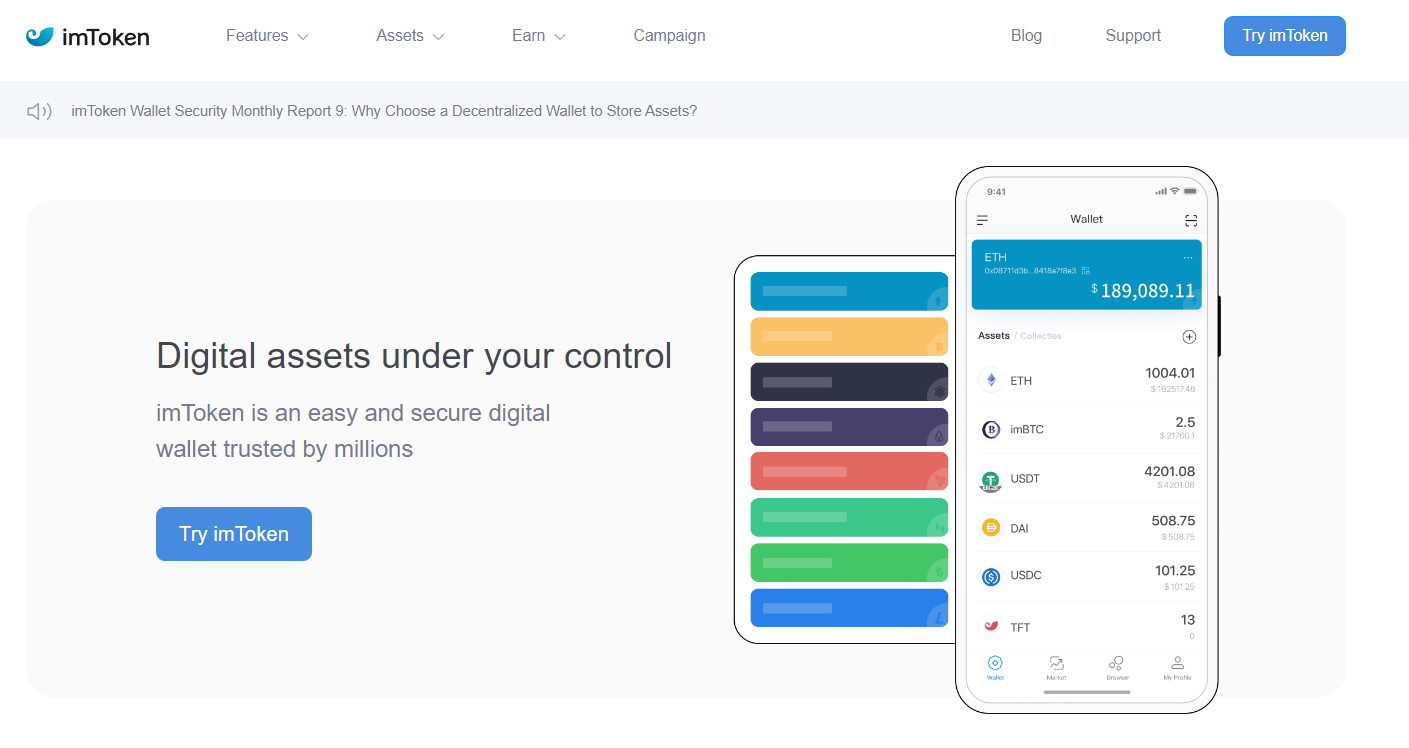 imToken
Features
Assets
Earn
Campaign
Blog
Support
Try imToken
imToken Wallet Security Monthly Report 9: Why Choose a Decentralized Wallet to Store Assets?
Digital assets under your control
imToken is an easy and secure digital
wallet trusted by millions
Try imToken
9:41
Wallet
ETH
0x08711d3b...8418a7f8e3
$ 189,089.11
Assets / Collecties
ETH
1004.01
$ 162517.48
imBTC
2.5
$ 21760.1
USDT
4201.08
$ 4201.08
DAI
508.75
$ 508.75
USDC
101.25
$ 101.25
TFT
13
0
Wallet
Market
Browser
My Profile